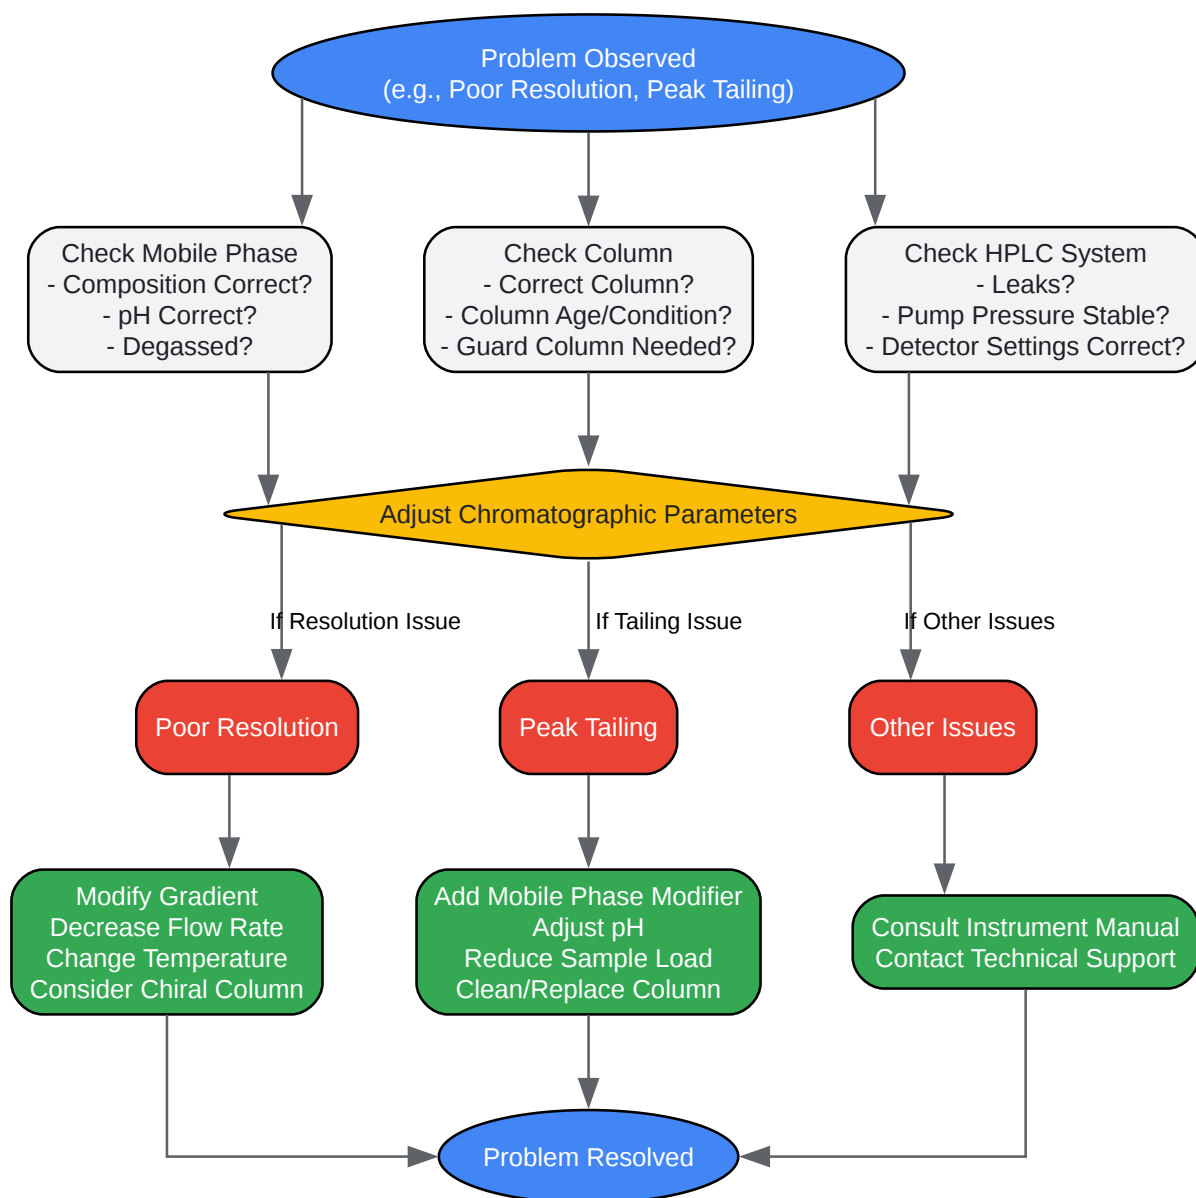 Problem Observed
(e.g., Poor Resolution, Peak Tailing)
Check Mobile Phase
- Composition Correct?
- pH Correct?
- Degassed?
Check Column
- Correct Column?
- Column Age/Condition?
- Guard Column Needed?
Check HPLC System
- Leaks?
- Pump Pressure Stable?
- Detector Settings Correct?
Adjust Chromatographic Parameters
If Resolution Issue
If Tailing Issue
If Other Issues
Poor Resolution
Peak Tailing
Other Issues
Modify Gradient
Decrease Flow Rate
Change Temperature
Consider Chiral Column
Add Mobile Phase Modifier
Adjust pH
Reduce Sample Load
Clean/Replace Column
Consult Instrument Manual
Contact Technical Support
Problem Resolved